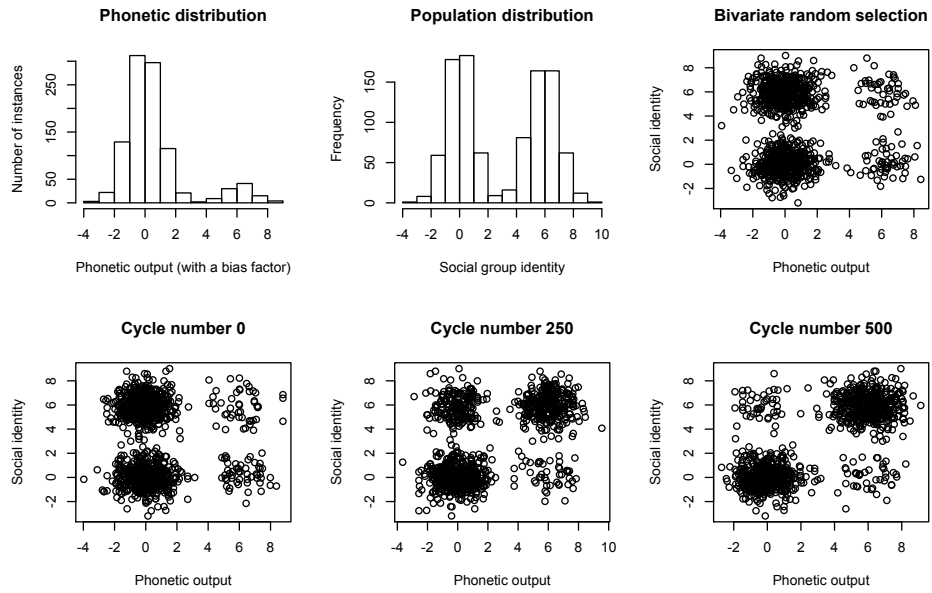 Phonetic distribution
Number of instances
0 50 150 250
-4 -2 0 2 4 6 8
Phonetic output (with a bias factor)
Population distribution
Frequency
0 50 100 150
-4 -2 0 2 4 6 8 10
Social group identity
Bivariate random selection
Social identity
-2 0 2 4 6 8
-4 -2 0 2 4 6 8
Phonetic output
Cycle number 0
Social identity
-2 0 2 4 6 8
-4 -2 0 2 4 6 8
Phonetic output
Cycle number 250
Social identity
-2 0 2 4 6 8
-4 -2 0 2 4 6 8 10
Phonetic output
Cycle number 500
Social identity
-2 0 2 4 6 8
-2 0 2 4 6 8
Phonetic output